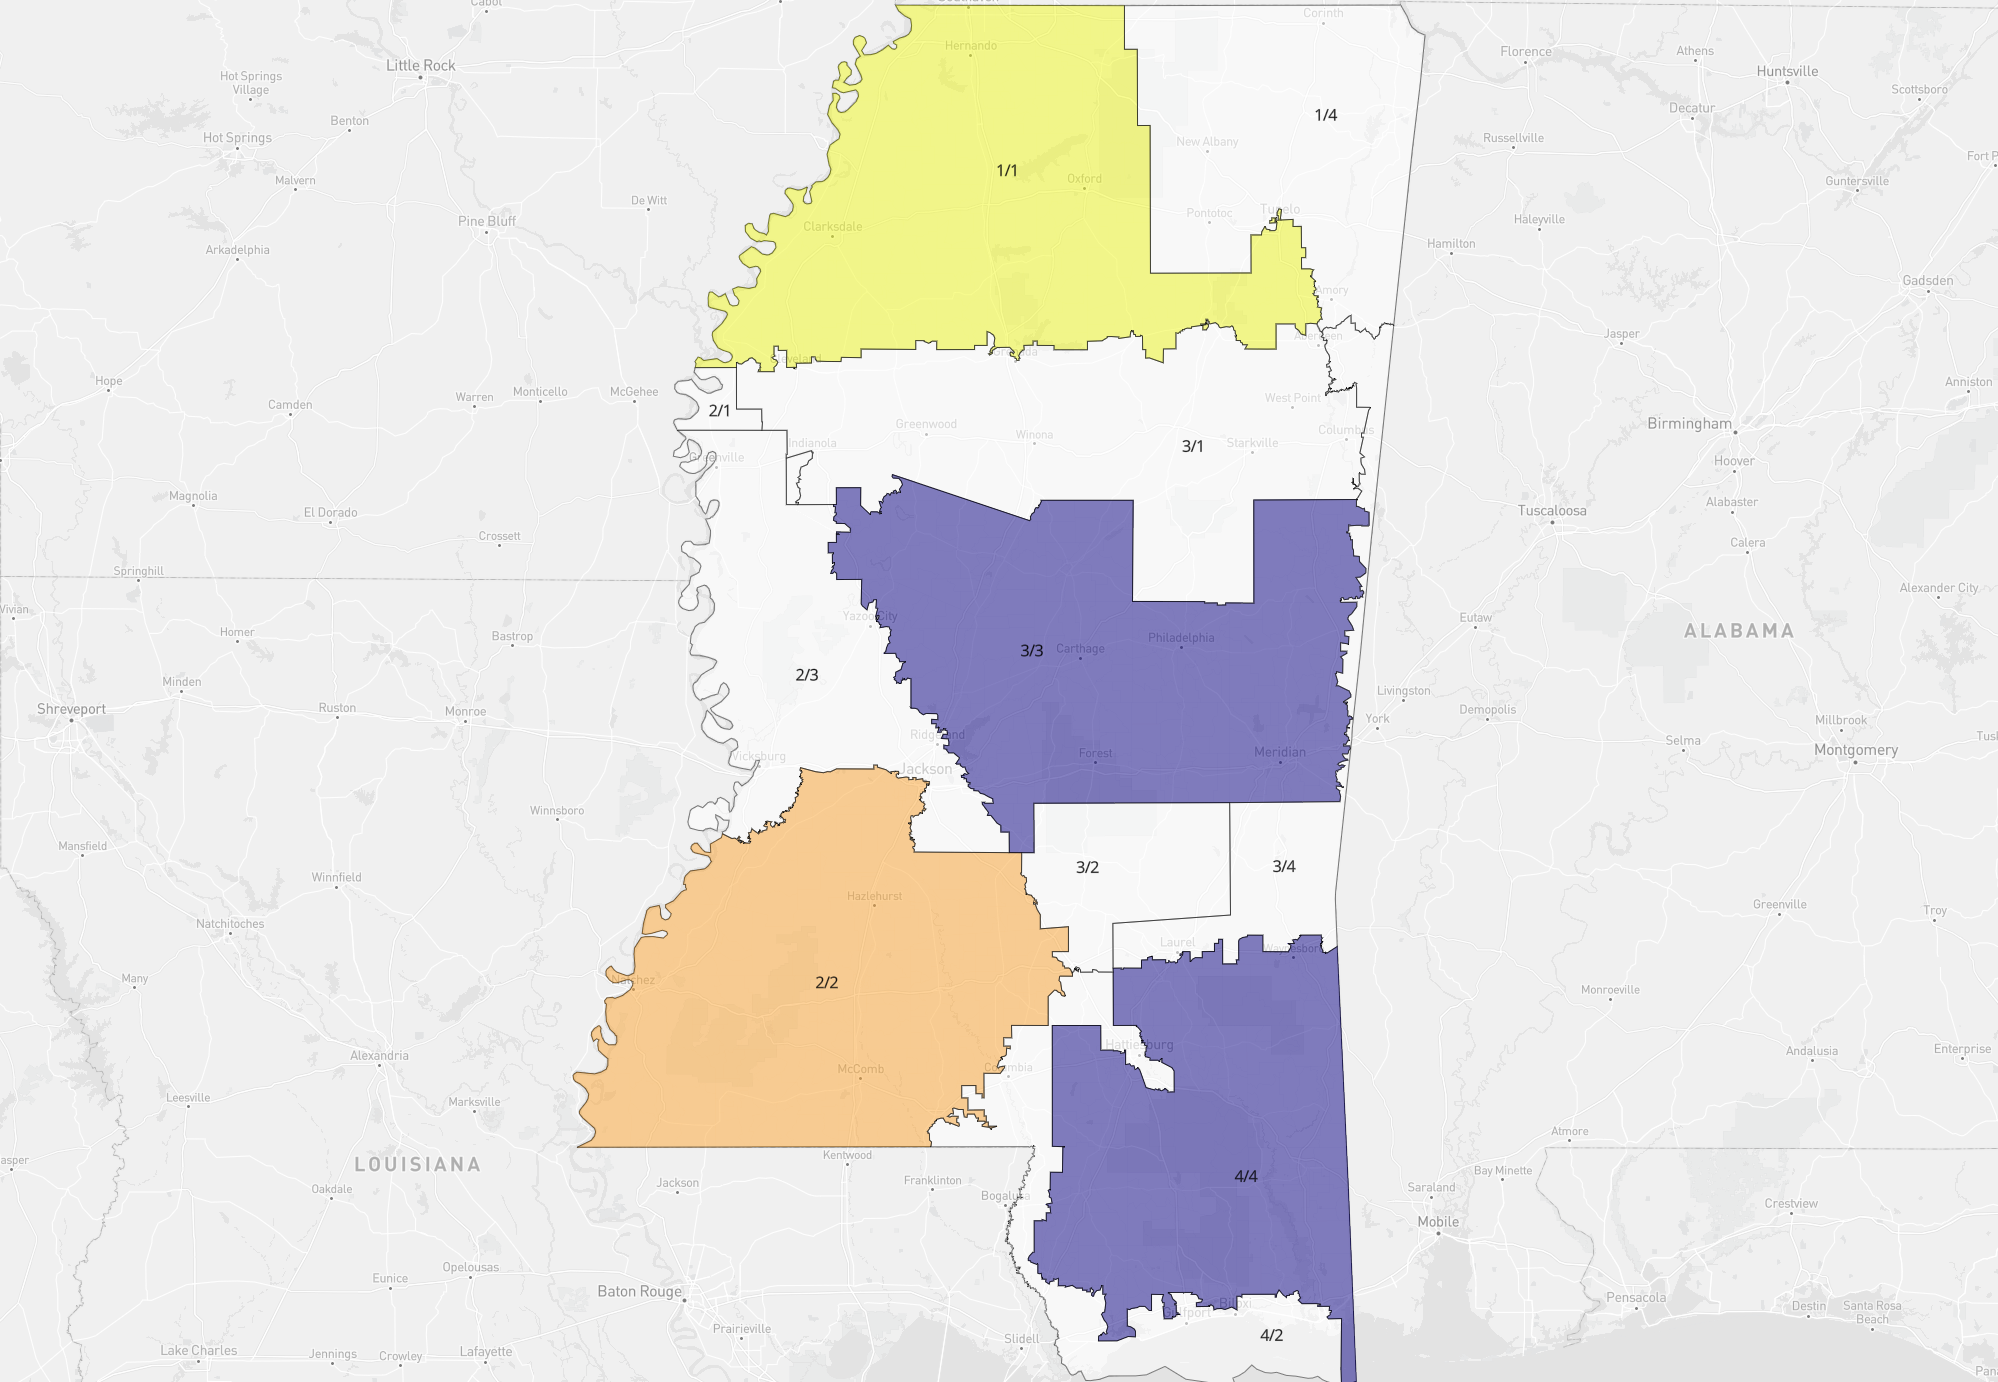 Cabot
Southaven
Corinth
Hernando
Florence
Athens
Huntsville
Little Rock
Hot Springs
Village
Scottsboro
Benton
Decatur
1/4
Hot Springs
New Albany
Russellville
Fort P
1/1
Malvern
Oxford
Guntersville
De Witt
Pine Bluff
Clarksdale
Pontotoc
Tupelo
Haleyville
Arkadelphia
Hamilton
Gadsden
Amory
Aberdeen
Jasper
Cleveland
Grenada
Hope
Monticello
McGehee
Warren
Anniston
Camden
2/1
West Point
Greenwood
Winona
Columbus
Birmingham
Indianola
Starkville
3/1
Greenville
Hoover
Magnolia
Alabaster
El Dorado
Tuscaloosa
Crossett
Calera
Springhill
Alexander City
Vivian
Yazoo City
Eutaw
Homer
Bastrop
Philadelphia
ALABAMA
3/3
Carthage
2/3
Minden
Livingston
Shreveport
Ruston
Monroe
Demopolis
York
Millbrook
Ridgeland
Selma
Tusk
Vicksburg
Forest
Meridian
Montgomery
Jackson
Winnsboro
Mansfield
3/2
3/4
Winnfield
Hazlehurst
Greenville
Natchitoches
Troy
Laurel
Waynesboro
Many
Natchez
2/2
Monroeville
Hattiesburg
Alexandria
Andalusia
Enterprise
McComb
Columbia
Leesville
Marksville
Atmore
Kentwood
asper
LOUISIANA
Bay Minette
4/4
Oakdale
Jackson
Franklinton
Saraland
Bogalusa
Crestview
Mobile
Opelousas
Eunice
Baton Rouge
Pensacola
Biloxi
Gulfport
Destin
Santa Rosa
Beach
Prairieville
Slidell
4/2
Lake Charles
Jennings
Crowley
Lafayette
Pan